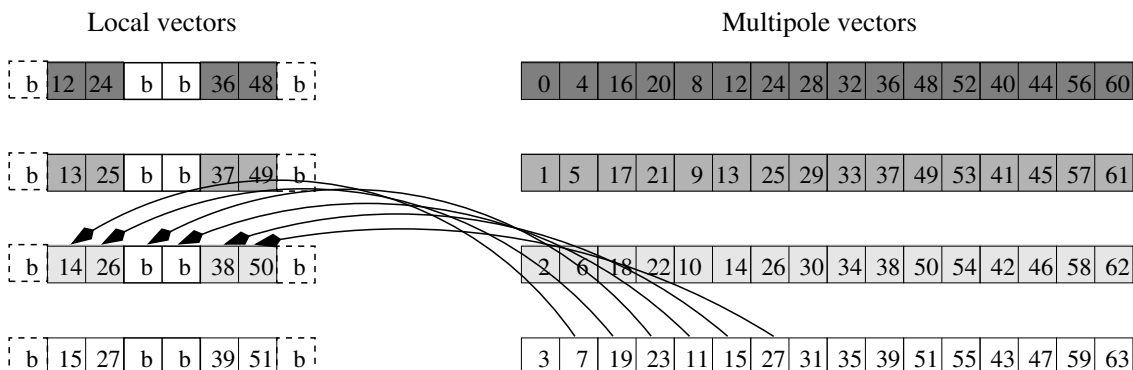 Local vectors Multipole vectors
b 12 24 b b 36 48 b 0 4 16 20 8 12 24 28 32 36 48 52 40 44 56 60
b 13 25 b b 37 49 b 1 5 17 21 9 13 25 29 33 37 49 53 41 45 57 61
b 14 26 b b 38 50 b 2 6 18 22 10 14 26 30 34 38 50 54 42 46 58 62
b 15 27 b b 39 51 b 3 7 19 23 11 15 27 31 35 39 51 55 43 47 59 63